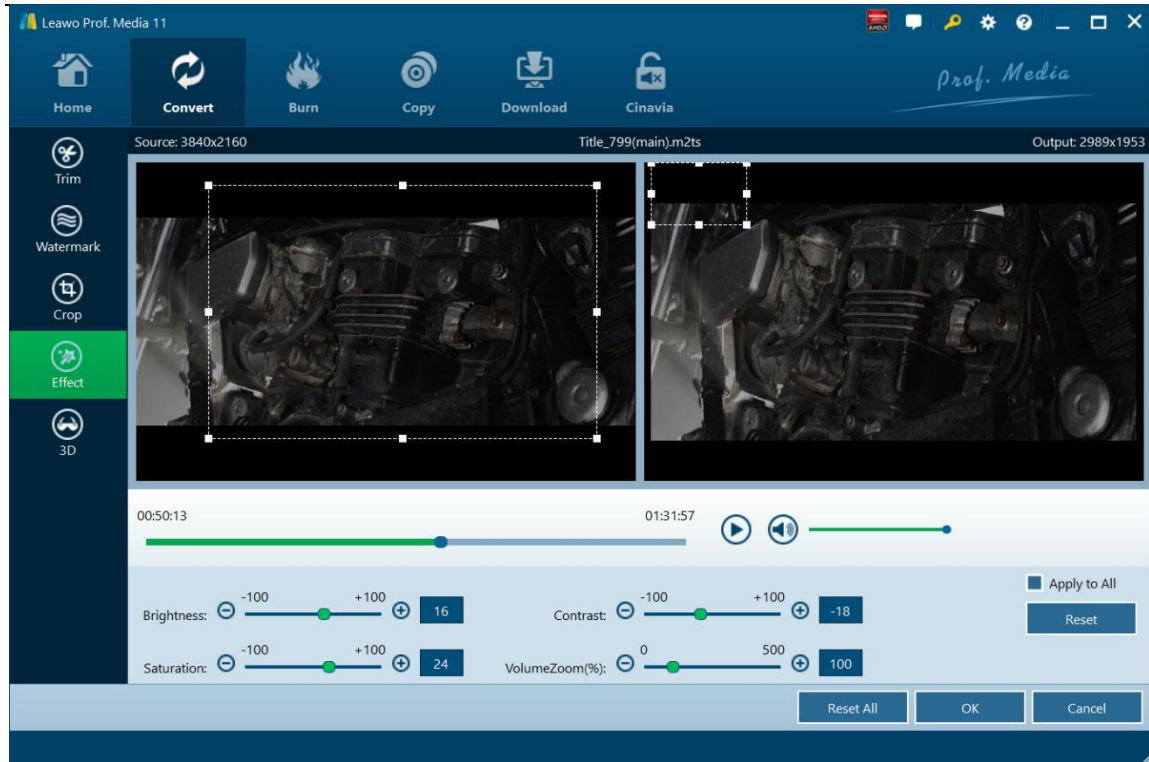 Leawo Prof. Media 11
AMD
Home
Convert
Burn
Copy
Download
Cinavia
Prof. Media
Source: 3840x2160
Title_799(main).m2ts
Output: 2989x1953
Trim
Watermark
Crop
Effect
3D
00:50:13
01:31:57
-100 +100
Brightness: 16
-100 +100
Contrast: -18
Apply to All
Reset
-100 +100
Saturation: 24
0 500
VolumeZoom(%): 100
Reset All
OK
Cancel